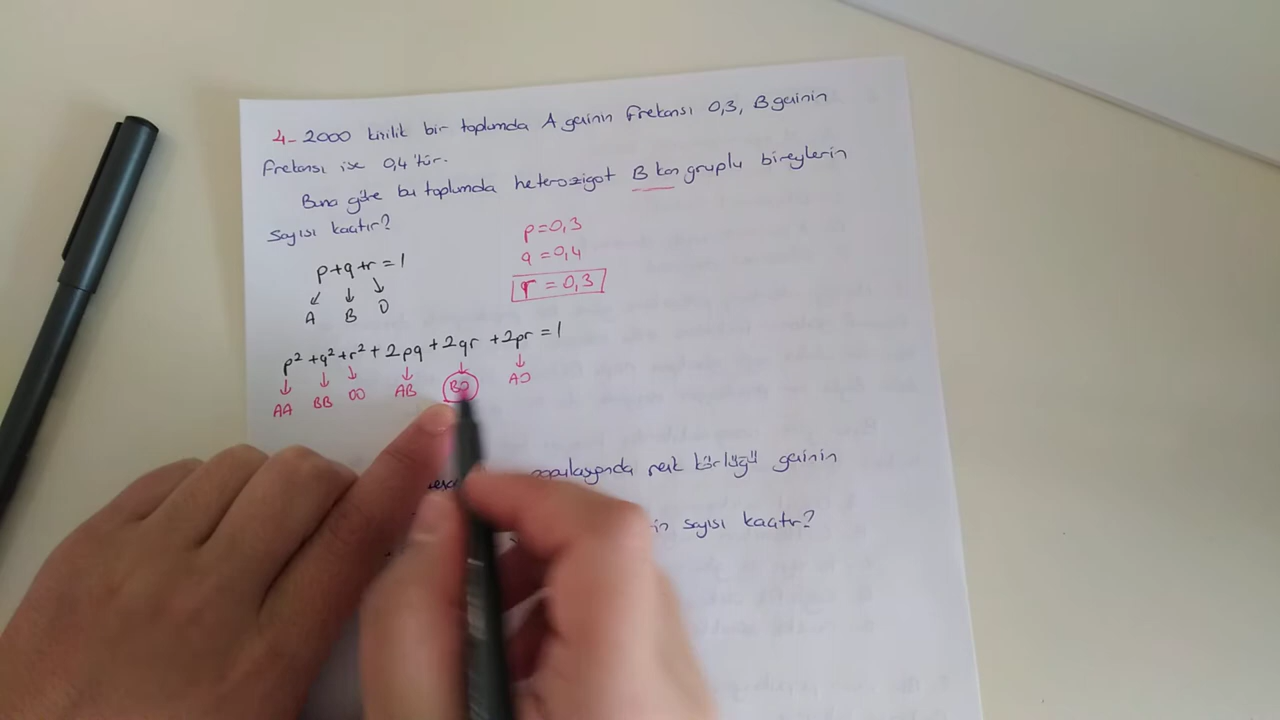 4- 2000 kişilik bir toplumda A geninin frekansı 0,3, B geninin
frekansı ise 0,4'tür.
Buna göre bu toplumda heterozigot B kan gruplu bireylerin
sayısı kaçtır?
p+q+r=1
A B O
p=0,3
q=0,4
r=0,3
p²+q²+r²+2pq+2qr+2pr=1
AA BB OO AB BO AO
popülasyonda renk körlüğü geninin
sayısı kaçtır?